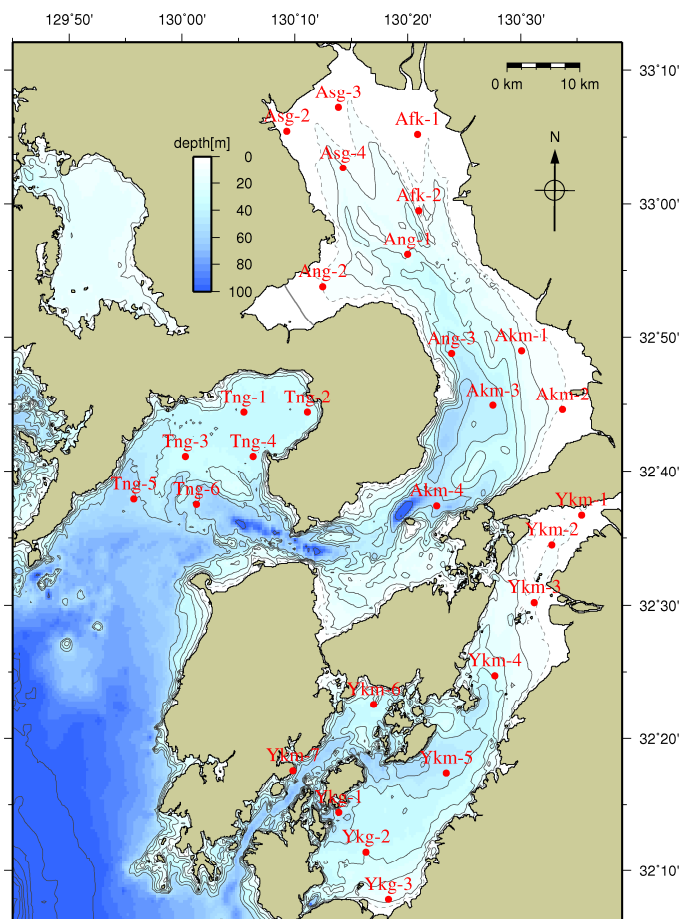 129˚50' 130˚00' 130˚10' 130˚20' 130˚30'
33˚10'
0 km 10 km
Asg-3
Asg-2
Afk-1
depth[m]
N
0
20
40
60
80
100
Asg-4
Afk-2
33˚00'
Ang-1
Ang-2
Ang-3
Akm-1
32˚50'
Tng-1
Tng-2
Akm-3
Akm-2
Tng-3
Tng-4
32˚40'
Tng-5
Tng-6
Akm-4
Ykm-1
Ykm-2
Ykm-3
32˚30'
Ykm-4
Ykm-6
32˚20'
Ykm-7
Ykm-5
Ykg-1
Ykg-2
32˚10'
Ykg-3